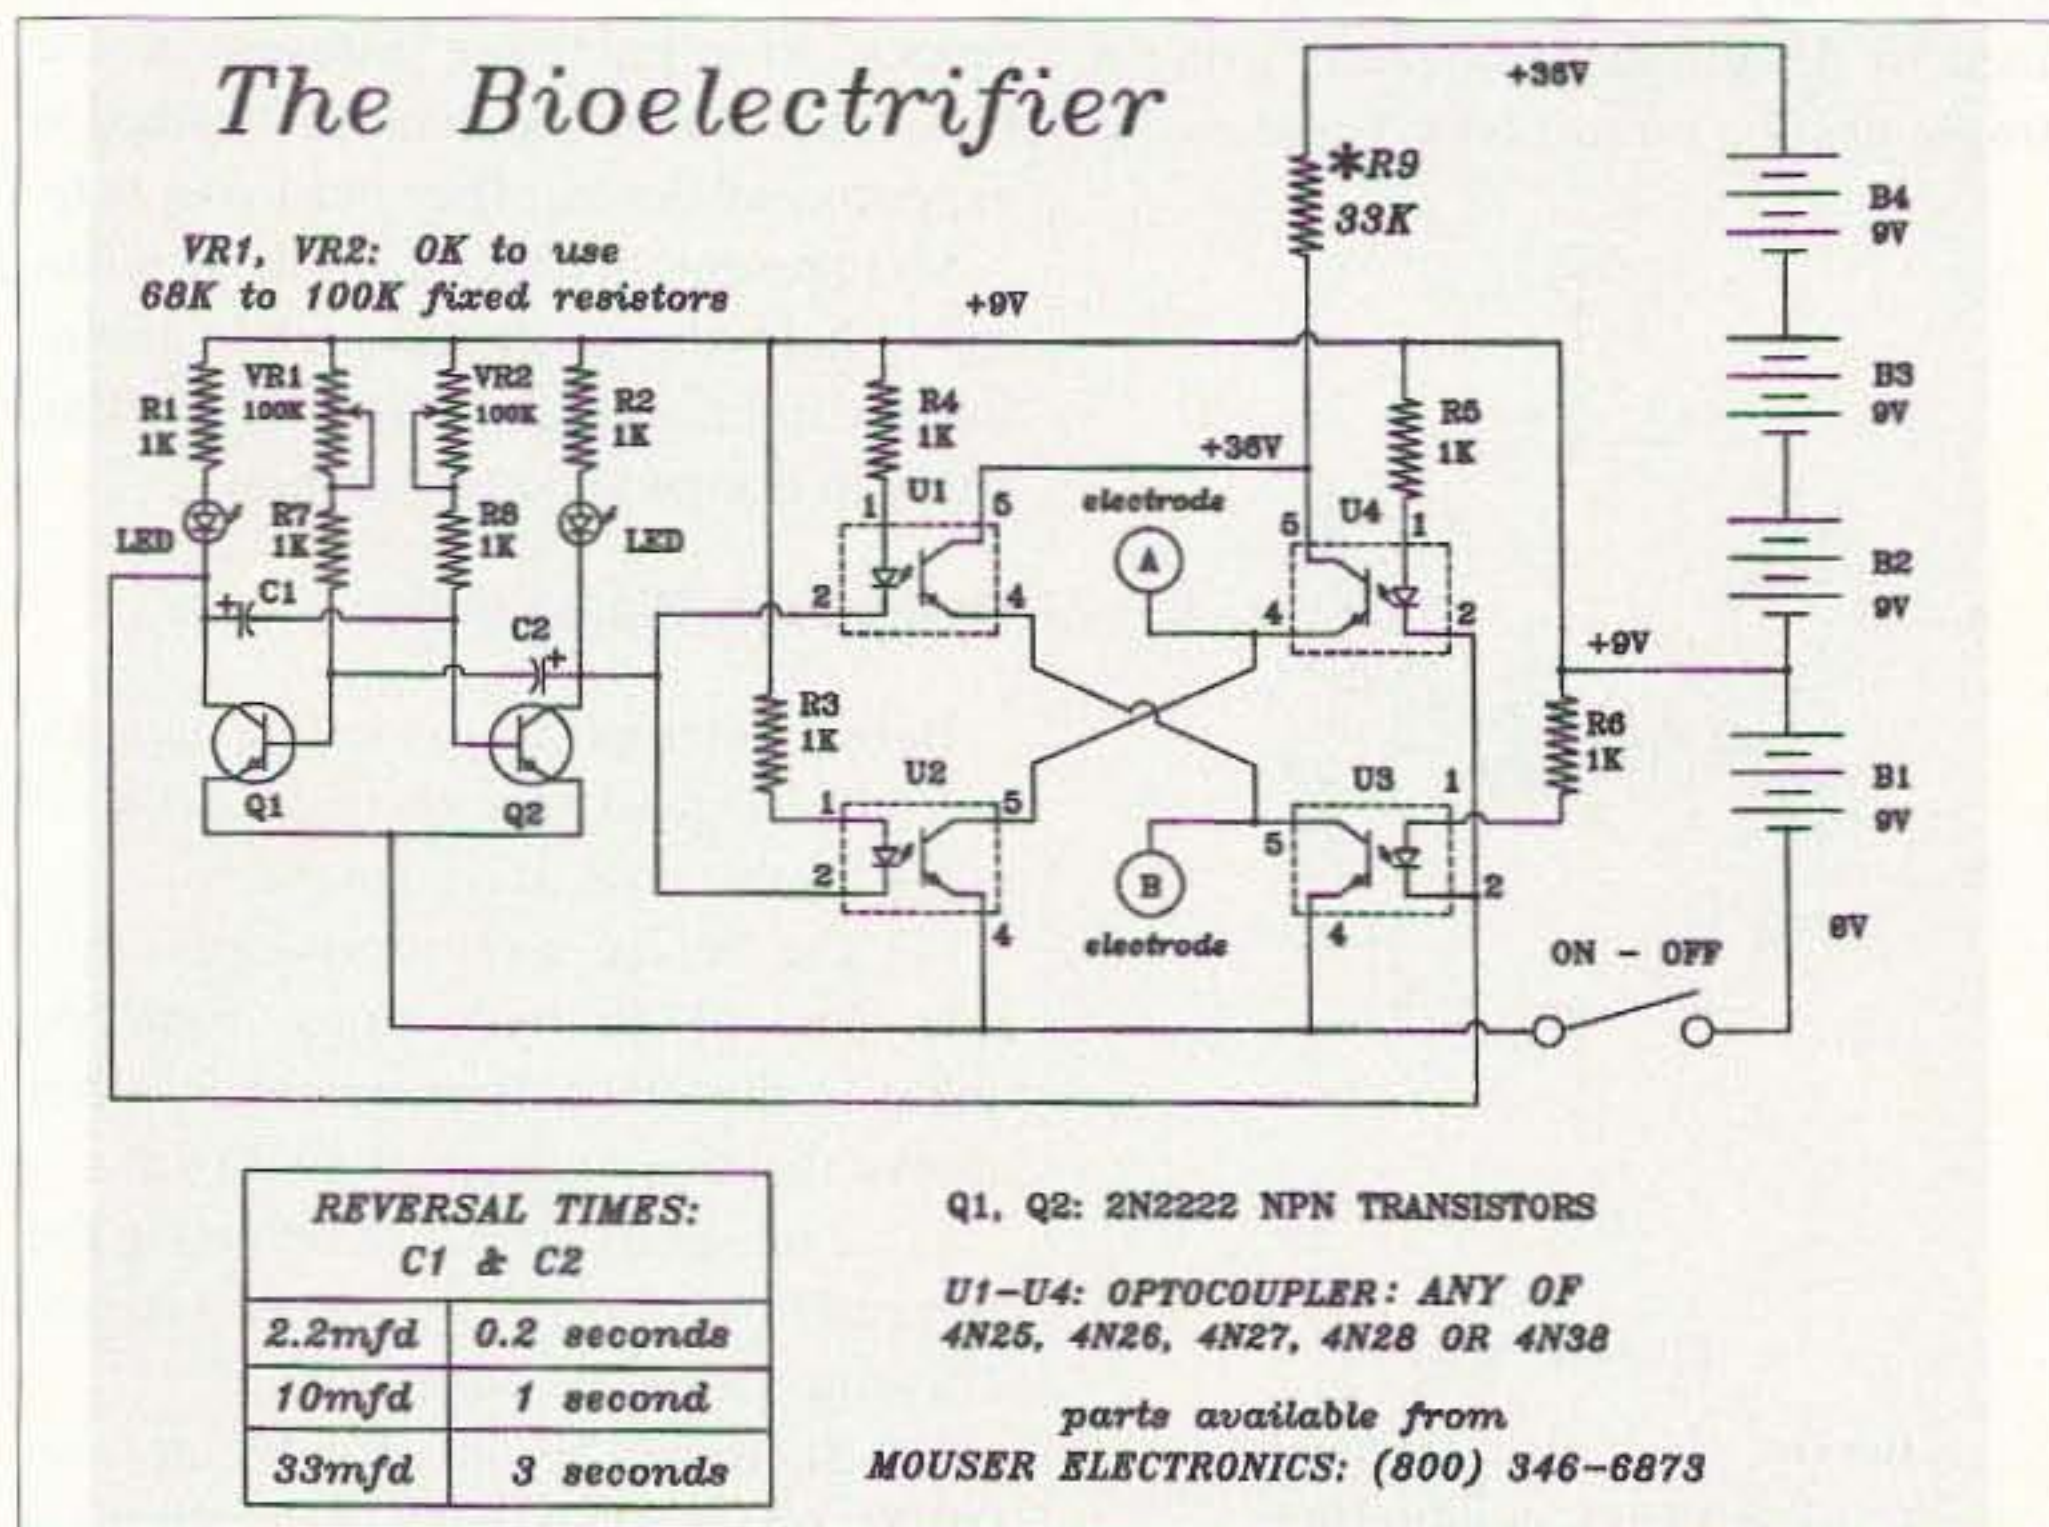 The Bioelectrifier
+36V
*R9
33K
B4
9V
VR1, VR2: OK to use
68K to 100K fixed resistors
+9V
R1
1K
VR1
100K
VR2
100K
R2
1K
R4
1K
R5
1K
B3
9V
+36V
LED
R7
1K
R8
1K
LED
U1
1
5
2
4
electrode
A
U4
5
1
4
2
B2
9V
+ C1
C2
+
+9V
Q1
Q2
R3
1K
U2
1
5
2
4
U3
1
5
2
4
B
electrode
R6
1K
B1
9V
0V
ON - OFF
REVERSAL TIMES:
C1 & C2
2.2mfd 0.2 seconds
10mfd 1 second
33mfd 3 seconds
Q1, Q2: 2N2222 NPN TRANSISTORS
U1-U4: OPTOCOUPLER: ANY OF
4N25, 4N26, 4N27, 4N28 OR 4N38
parts available from
MOUSER ELECTRONICS: (800) 346-6873